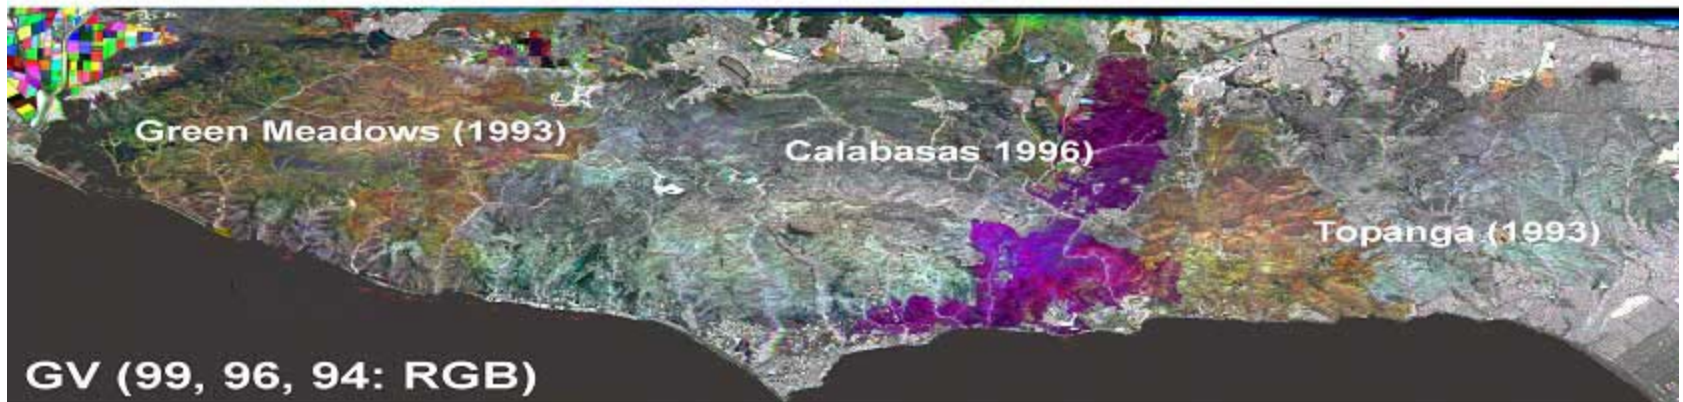 Green Meadows (1993)
Calabasas 1996)
Topanga (1993)
GV (99, 96, 94: RGB)